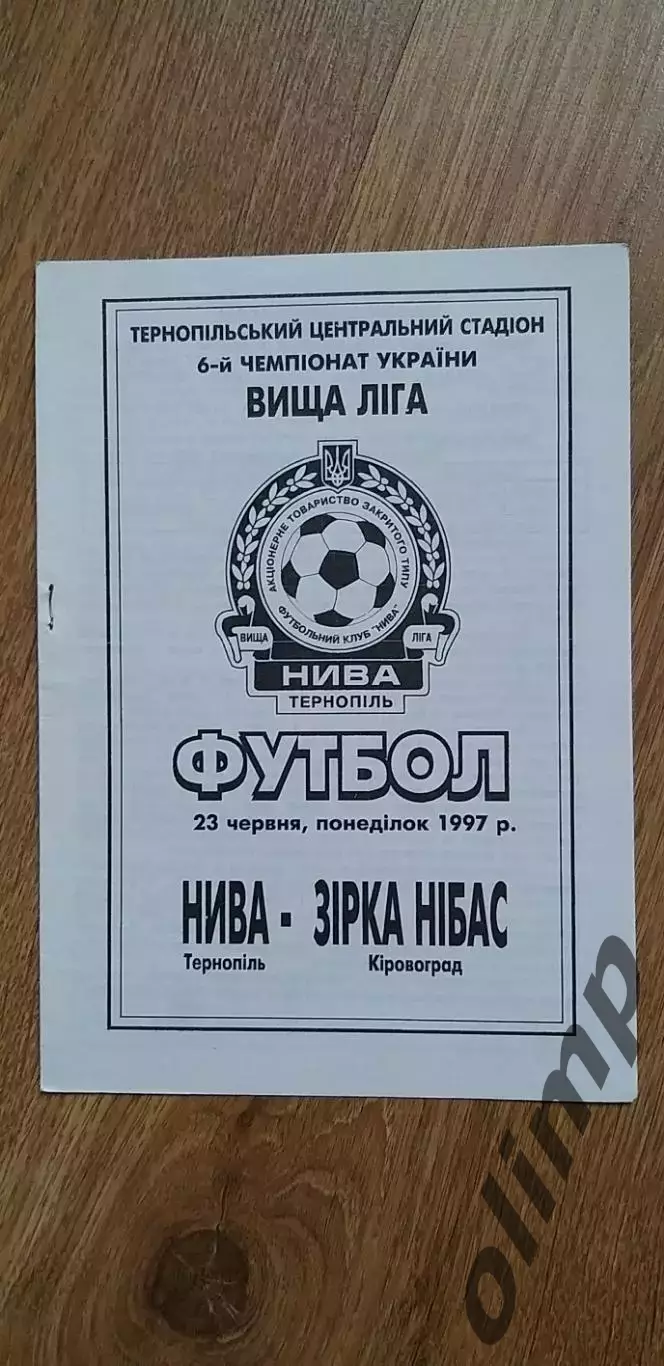 ТЕРНОПІЛЬСЬКИЙ ЦЕНТРАЛЬНИЙ СТАДІОН
6-й ЧЕМПІОНАТ УКРАЇНИ
ВИЩА ЛІГА
АКЦІОНЕРНЕ ТОВАРИСТВО ЗАКРИТОГО ТИПУ
ФУТБОЛЬНИЙ КЛУБ "НИВА"
ВИЩА ЛІГА
НИВА
ТЕРНОПІЛЬ
ФУТБОЛ
23 червня, понеділок 1997 р.
НИВА - ЗІРКА НІБАС
Тернопіль Кіровоград
olimp